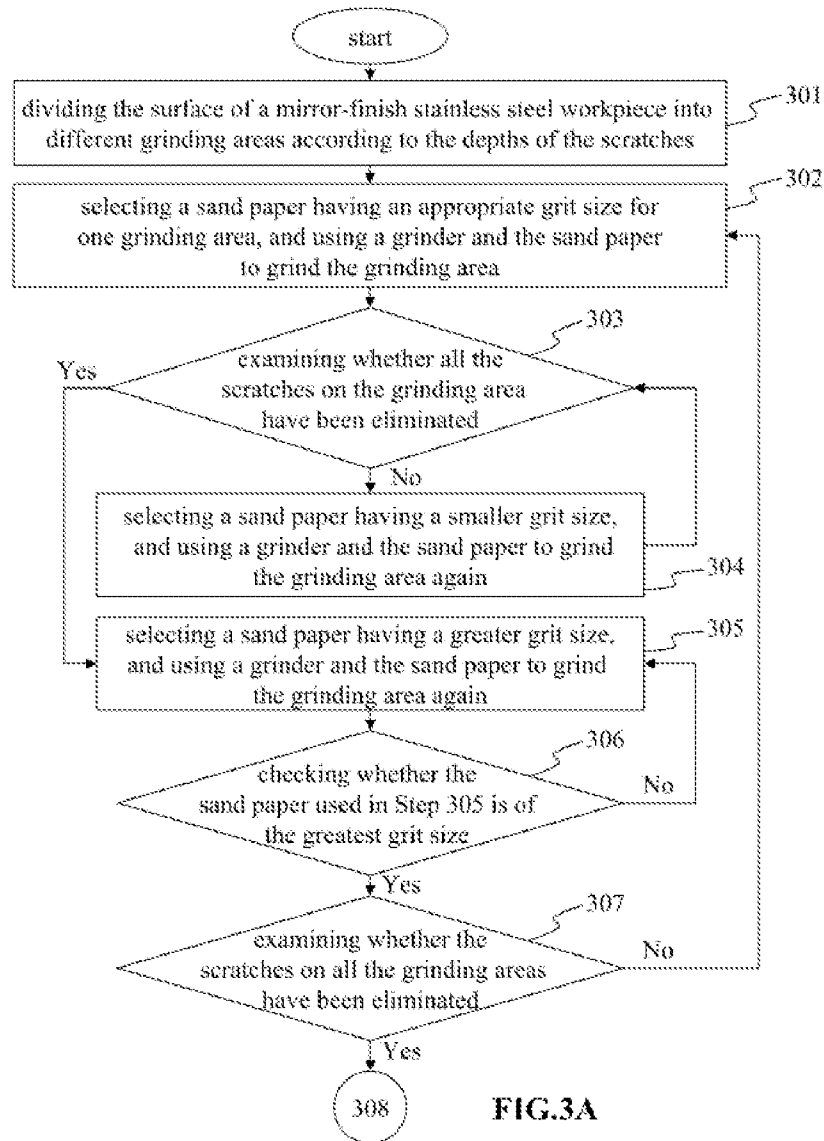 start
dividing the surface of a mirror-finish stainless steel workpiece into
different grinding areas according to the depths of the scratches
301
302
selecting a sand paper having an appropriate grit size for
one grinding area, and using a grinder and the sand paper
to grind the grinding area
303
Yes
examining whether all the
scratches on the grinding area
have been eliminated
No
selecting a sand paper having a smaller grit size,
and using a grinder and the sand paper to grind
the grinding area again
304
305
selecting a sand paper having a greater grit size,
and using a grinder and the sand paper to grind
the grinding area again
306
checking whether the
sand paper used in Step 305 is of
the greatest grit size
No
Yes
307
examining whether the
scratches on all the grinding areas
have been eliminated
No
Yes
308
FIG.3A